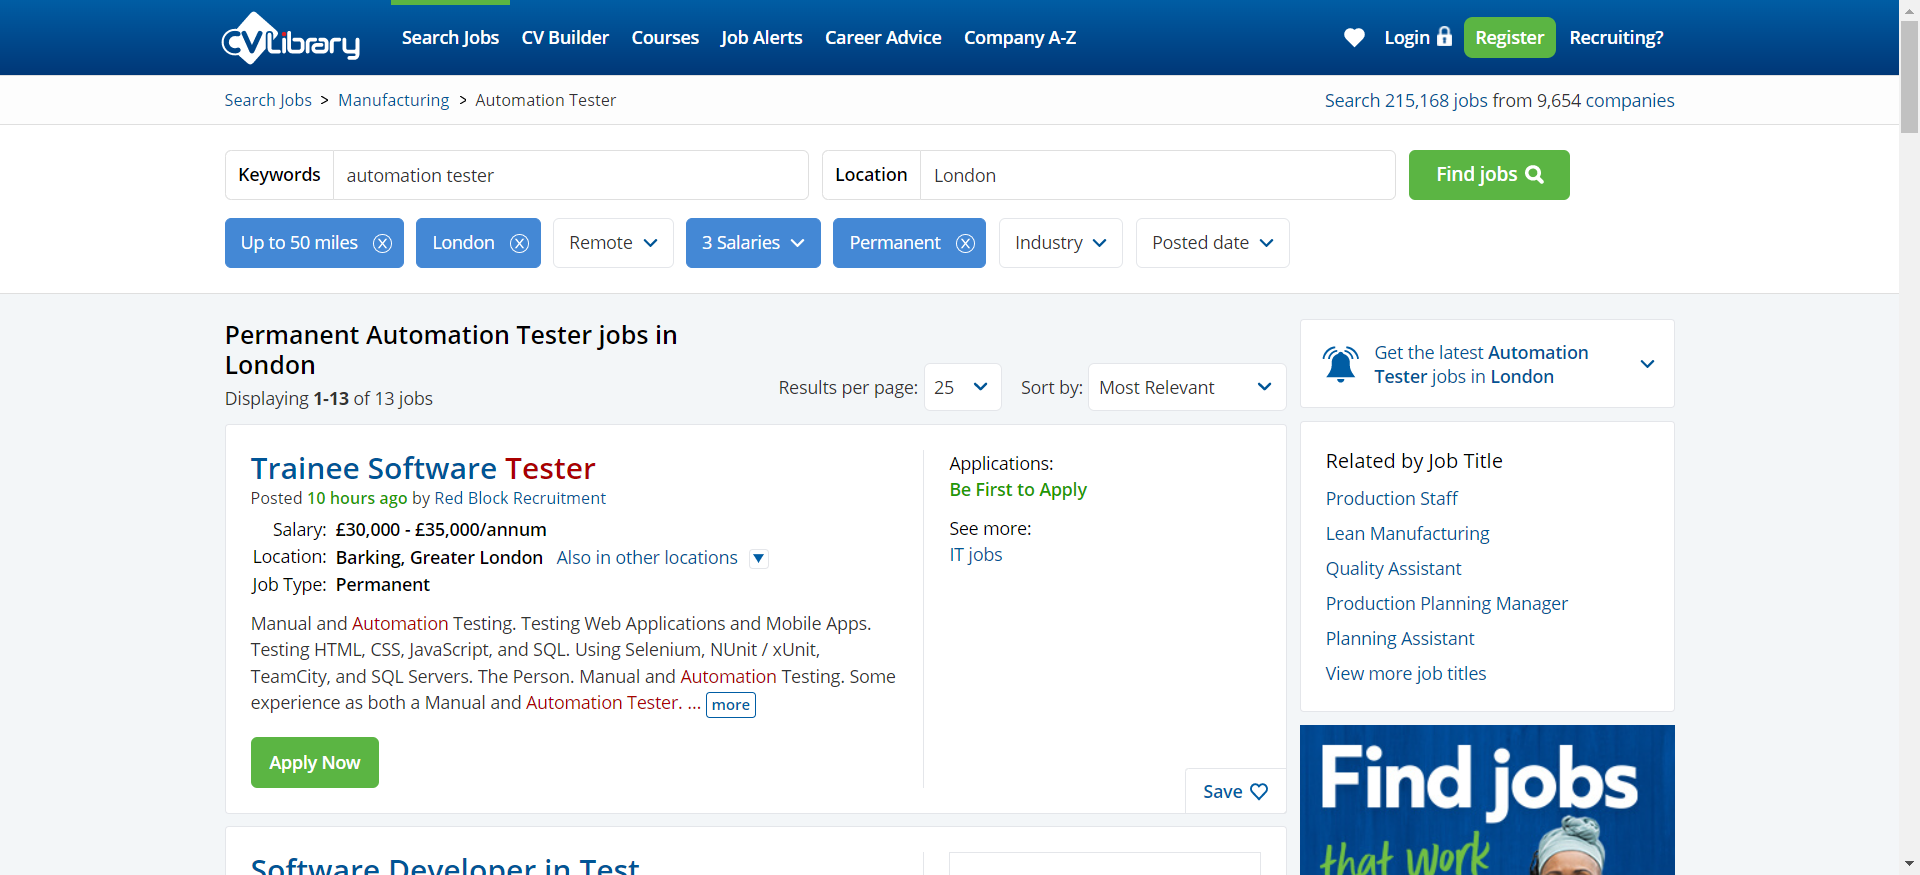 CVLibrary
Search Jobs CV Builder Courses Job Alerts Career Advice Company A-Z Login Register Recruiting?
Search Jobs > Manufacturing > Automation Tester
Search 215,168 jobs from 9,654 companies
Keywords automation tester
Location London
Find jobs
Up to 50 miles London Remote 3 Salaries Permanent Industry Posted date
Permanent Automation Tester jobs in
London
Displaying 1-13 of 13 jobs
Results per page: 25
Sort by: Most Relevant
Trainee Software Tester
Posted 10 hours ago by Red Block Recruitment
Salary: £30,000 - £35,000/annum
Location: Barking, Greater London Also in other locations
Job Type: Permanent
Manual and Automation Testing. Testing Web Applications and Mobile Apps.
Testing HTML, CSS, JavaScript, and SQL. Using Selenium, NUnit / xUnit,
TeamCity, and SQL Servers. The Person. Manual and Automation Testing. Some
experience as both a Manual and Automation Tester. ... more
Apply Now
Applications:
Be First to Apply
See more:
IT jobs
Save
Software Developer in Test
Get the latest Automation
Tester jobs in London
Related by Job Title
Production Staff
Lean Manufacturing
Quality Assistant
Production Planning Manager
Planning Assistant
View more job titles
Find jobs
that work